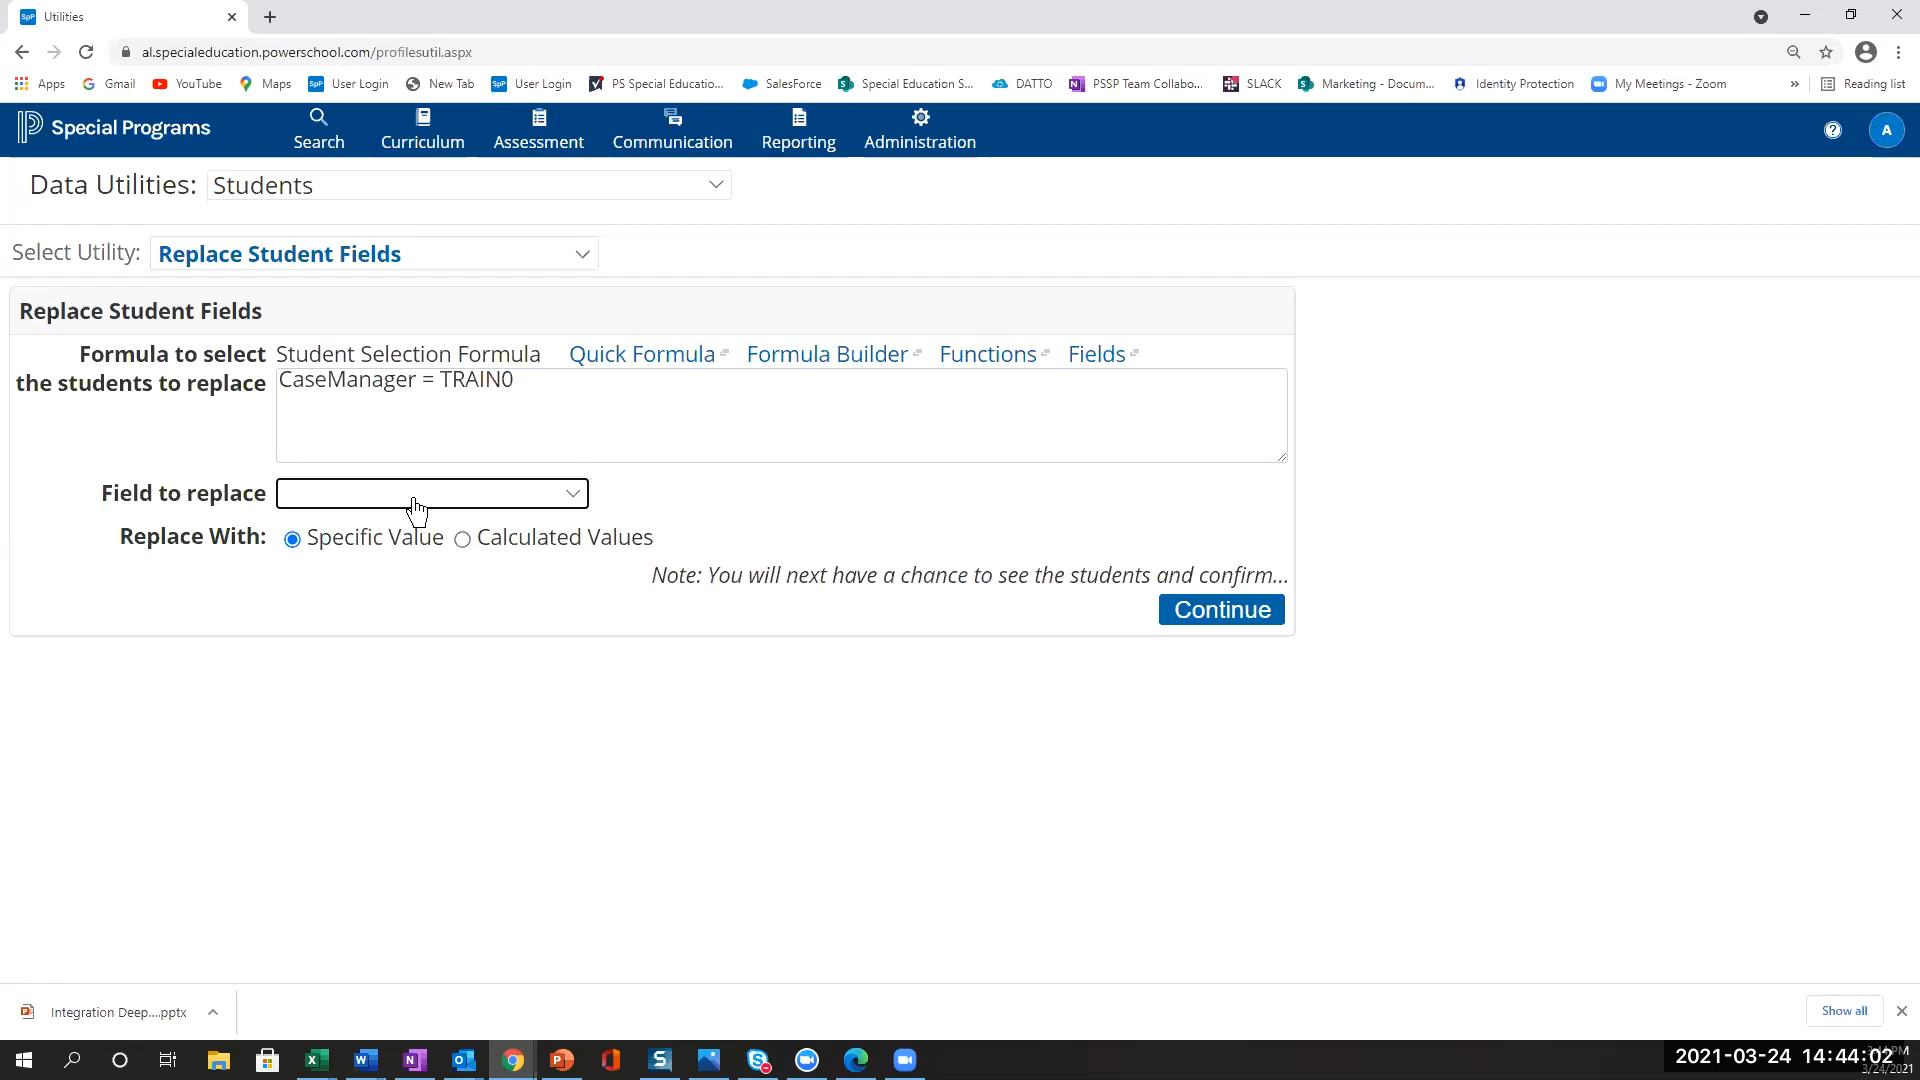 Utilities
al.specialeducation.powerschool.com/profilesutil.aspx
Apps Gmail YouTube Maps User Login New Tab User Login PS Special Educatio... SalesForce Special Education S... DATTO PSSP Team Collabo... SLACK Marketing - Docum... Identity Protection My Meetings - Zoom » Reading list
Special Programs Search Curriculum Assessment Communication Reporting Administration A
Data Utilities: Students
Select Utility: Replace Student Fields
Replace Student Fields
Formula to select Student Selection Formula Quick Formula Formula Builder Functions Fields
the students to replace CaseManager = TRAIN0
Field to replace
Replace With: Specific Value Calculated Values
Note: You will next have a chance to see the students and confirm...
Continue
Integration Deep....pptx Show all
2021-03-24 14:44:02
3/24/2021